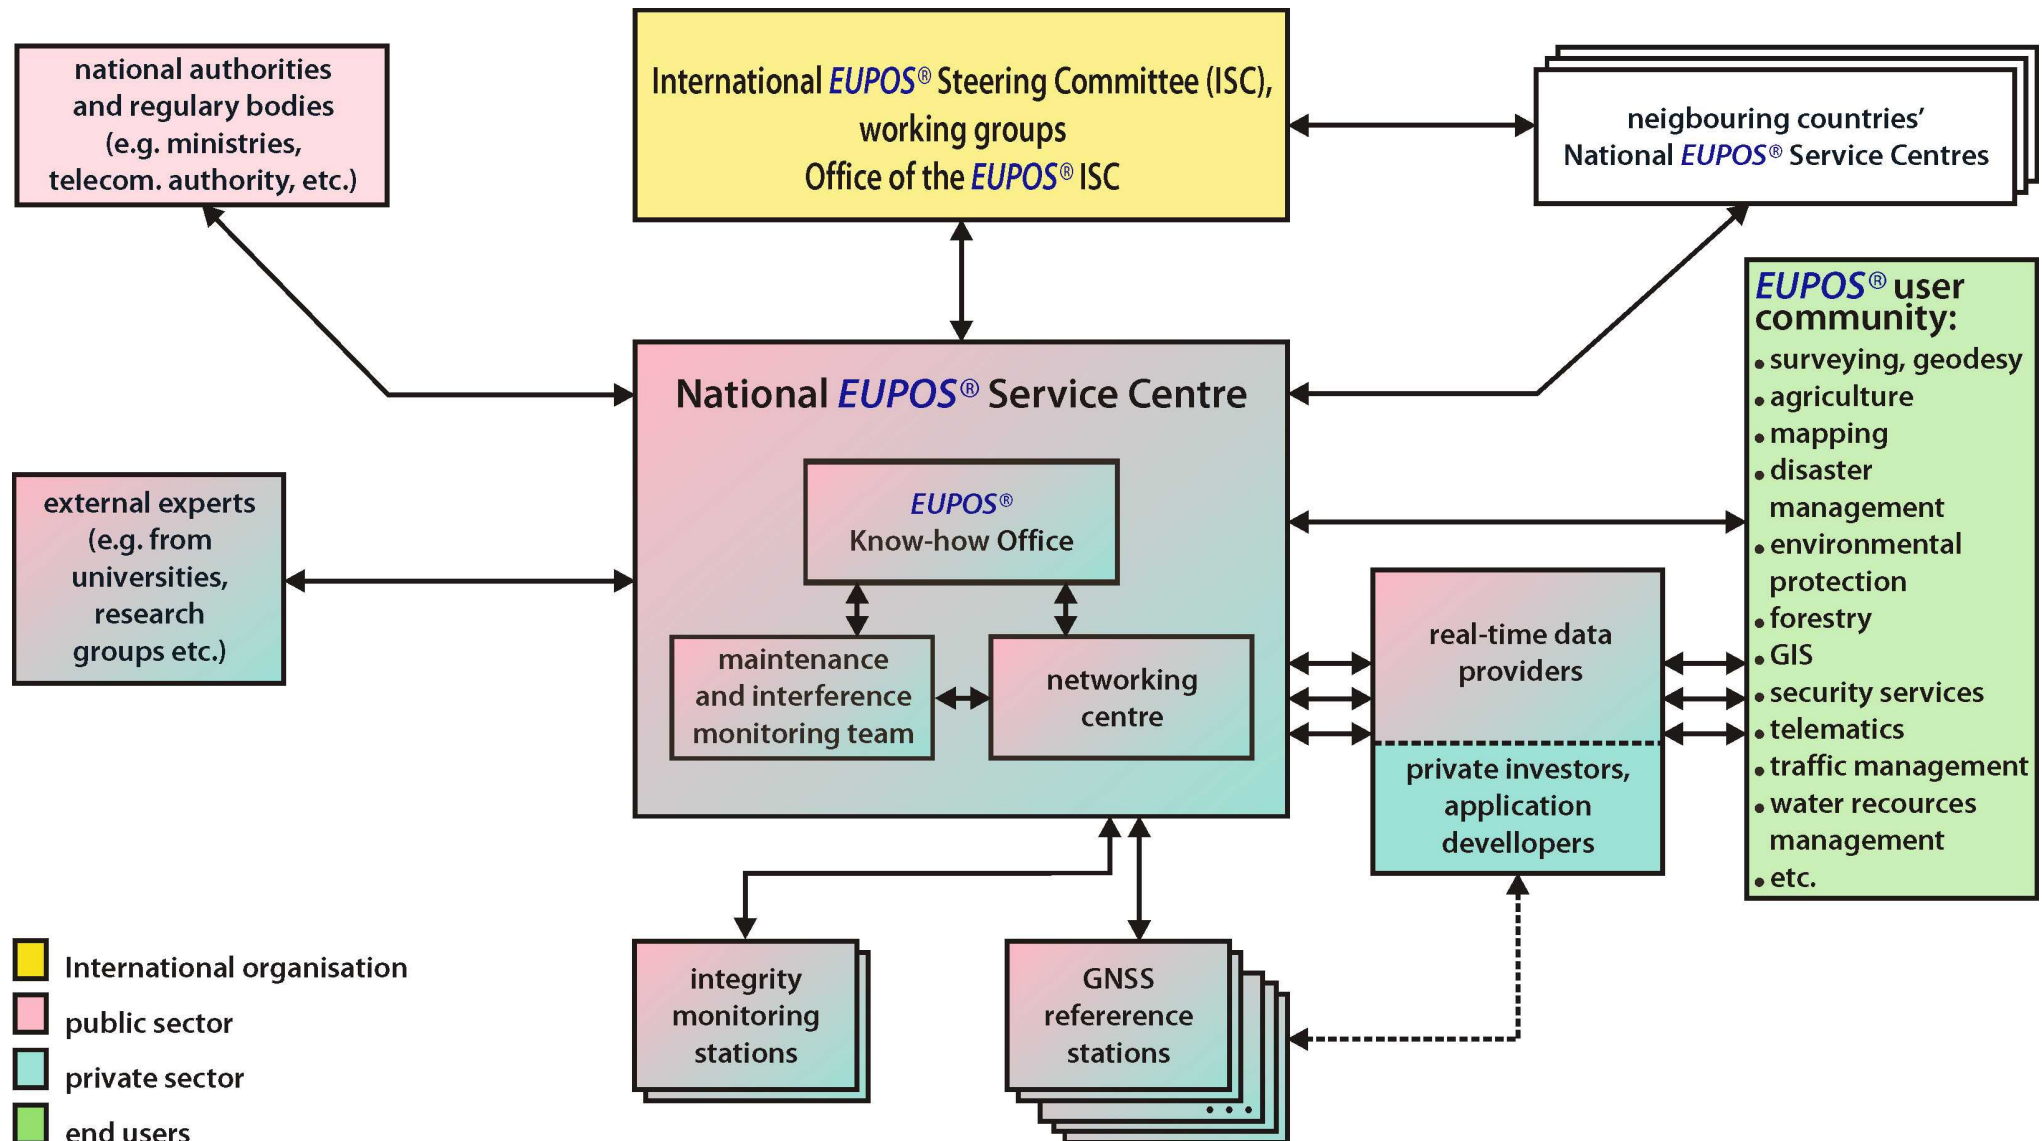 national authorities
and regulary bodies
(e.g. ministries,
telecom. authority, etc.)
International EUPOS® Steering Committee (ISC),
working groups
Office of the EUPOS® ISC
neigbouring countries’
National EUPOS® Service Centres
EUPOS® user
community:
• surveying, geodesy
• agriculture
• mapping
• disaster
management
• environmental
protection
• forestry
• GIS
• security services
• telematics
• traffic management
• water recources
management
• etc.
National EUPOS® Service Centre
EUPOS®
Know-how Office
maintenance
and interference
monitoring team
networking
centre
external experts
(e.g. from
universities,
research
groups etc.)
real-time data
providers
private investors,
application
devellopers
integrity
monitoring
stations
GNSS
refererence
stations
...
International organisation
public sector
private sector
end users